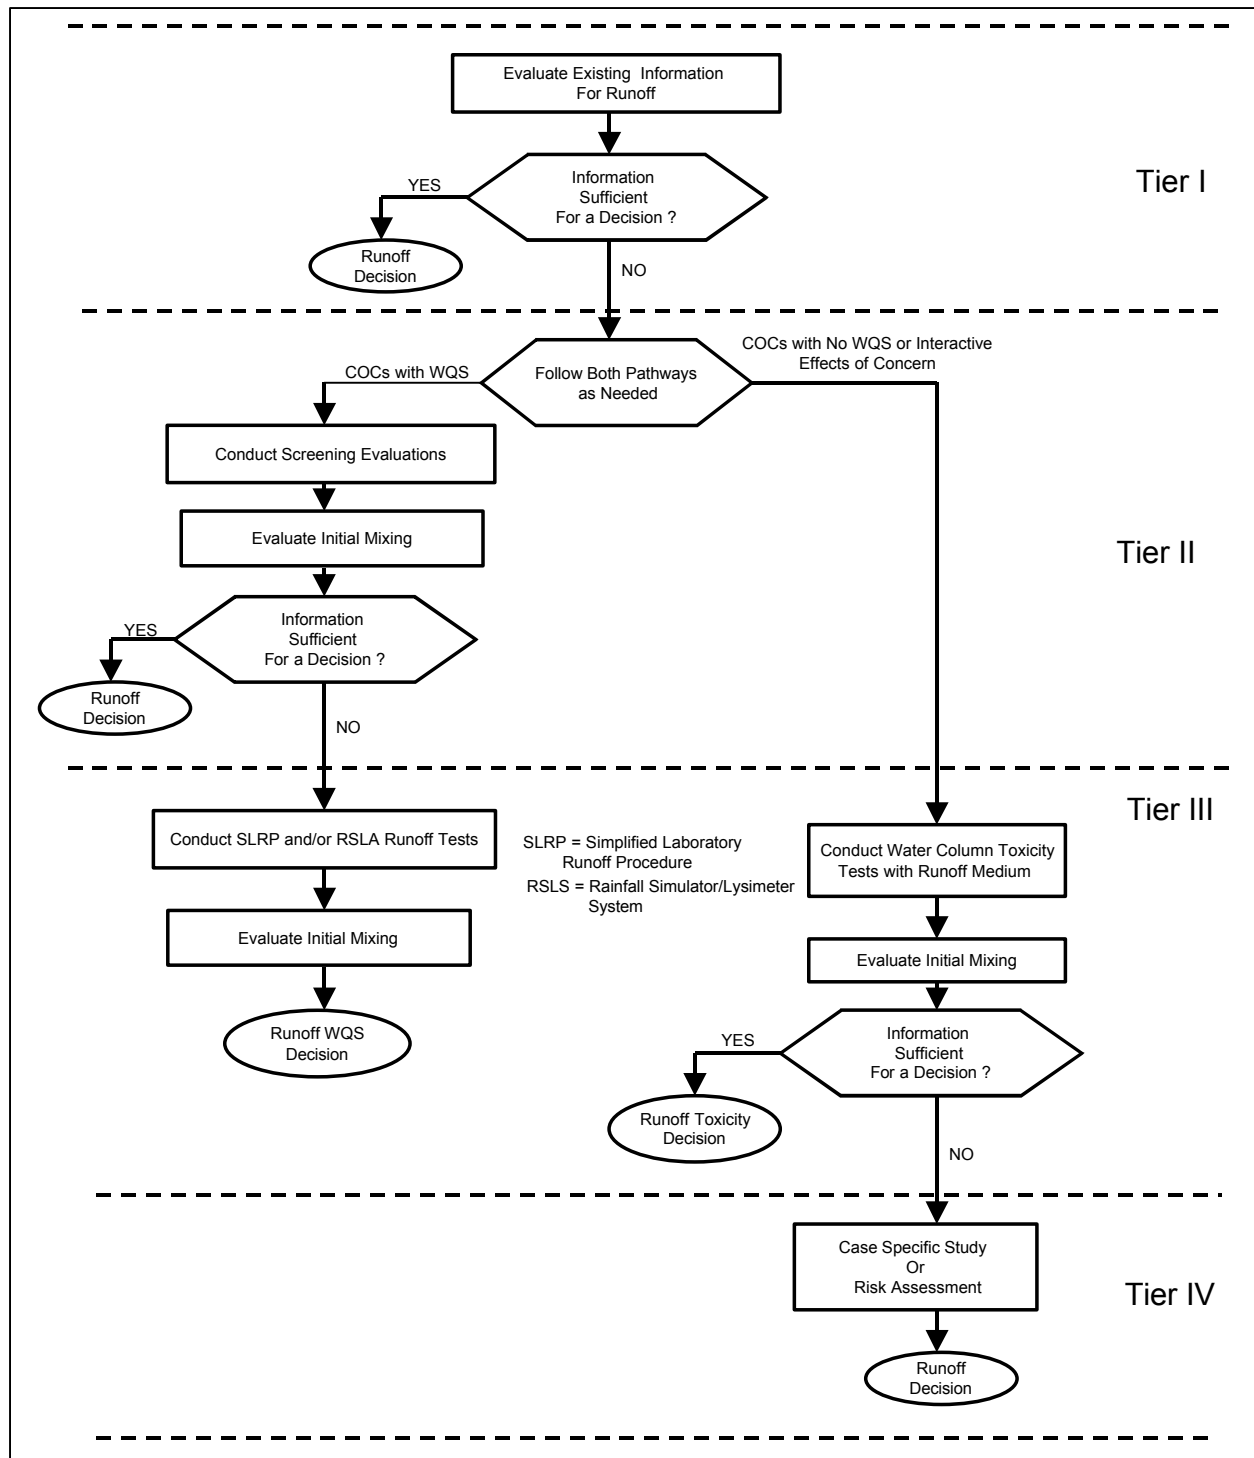 Evaluate Existing Information
For Runoff
Tier I
Information
Sufficient
For a Decision ?
YES
Runoff
Decision
NO
COCs with No WQS or Interactive
Effects of Concern
COCs with WQS
Follow Both Pathways
as Needed
Conduct Screening Evaluations
Evaluate Initial Mixing
Tier II
Information
Sufficient
For a Decision ?
YES
Runoff
Decision
NO
Tier III
Conduct SLRP and/or RSLA Runoff Tests
SLRP = Simplified Laboratory
Runoff Procedure
RSLS = Rainfall Simulator/Lysimeter
System
Conduct Water Column Toxicity
Tests with Runoff Medium
Evaluate Initial Mixing
Evaluate Initial Mixing
Runoff WQS
Decision
YES
Information
Sufficient
For a Decision ?
Runoff Toxicity
Decision
NO
Case Specific Study
Or
Risk Assessment
Tier IV
Runoff
Decision